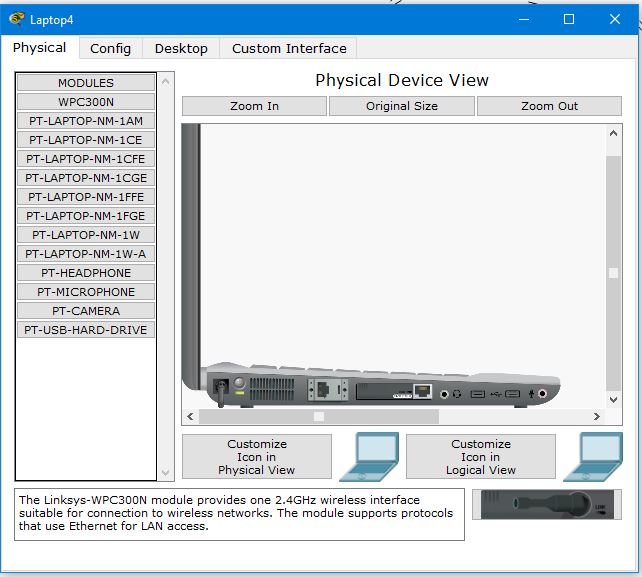 Laptop4
Physical Config Desktop Custom Interface
MODULES
WPC300N
PT-LAPTOP-NM-1AM
PT-LAPTOP-NM-1CE
PT-LAPTOP-NM-1CFE
PT-LAPTOP-NM-1CGE
PT-LAPTOP-NM-1FFE
PT-LAPTOP-NM-1FGE
PT-LAPTOP-NM-1W
PT-LAPTOP-NM-1W-A
PT-HEADPHONE
PT-MICROPHONE
PT-CAMERA
PT-USB-HARD-DRIVE
Physical Device View
Zoom In Original Size Zoom Out
Customize
Icon in
Physical View
Customize
Icon in
Logical View
The Linksys-WPC300N module provides one 2.4GHz wireless interface
suitable for connection to wireless networks. The module supports protocols
that use Ethernet for LAN access.
LINK